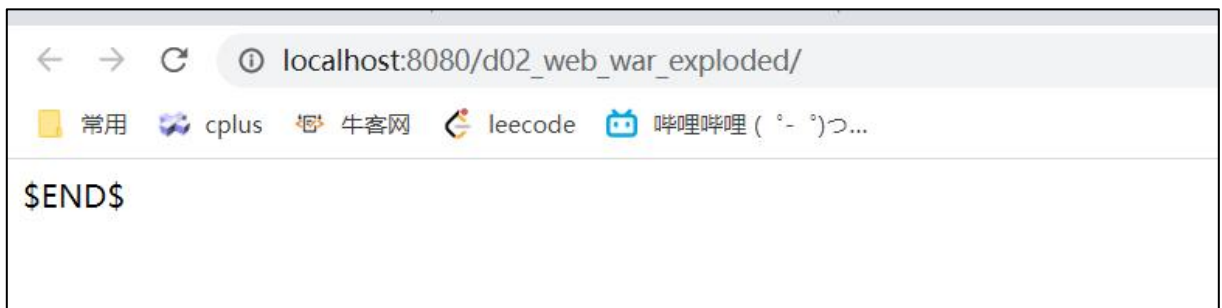 localhost:8080/d02_web_war_exploded/
常用 cplus 牛客网 leecode 哔哩哔哩 ( ゜- ゜)つ...
$END$